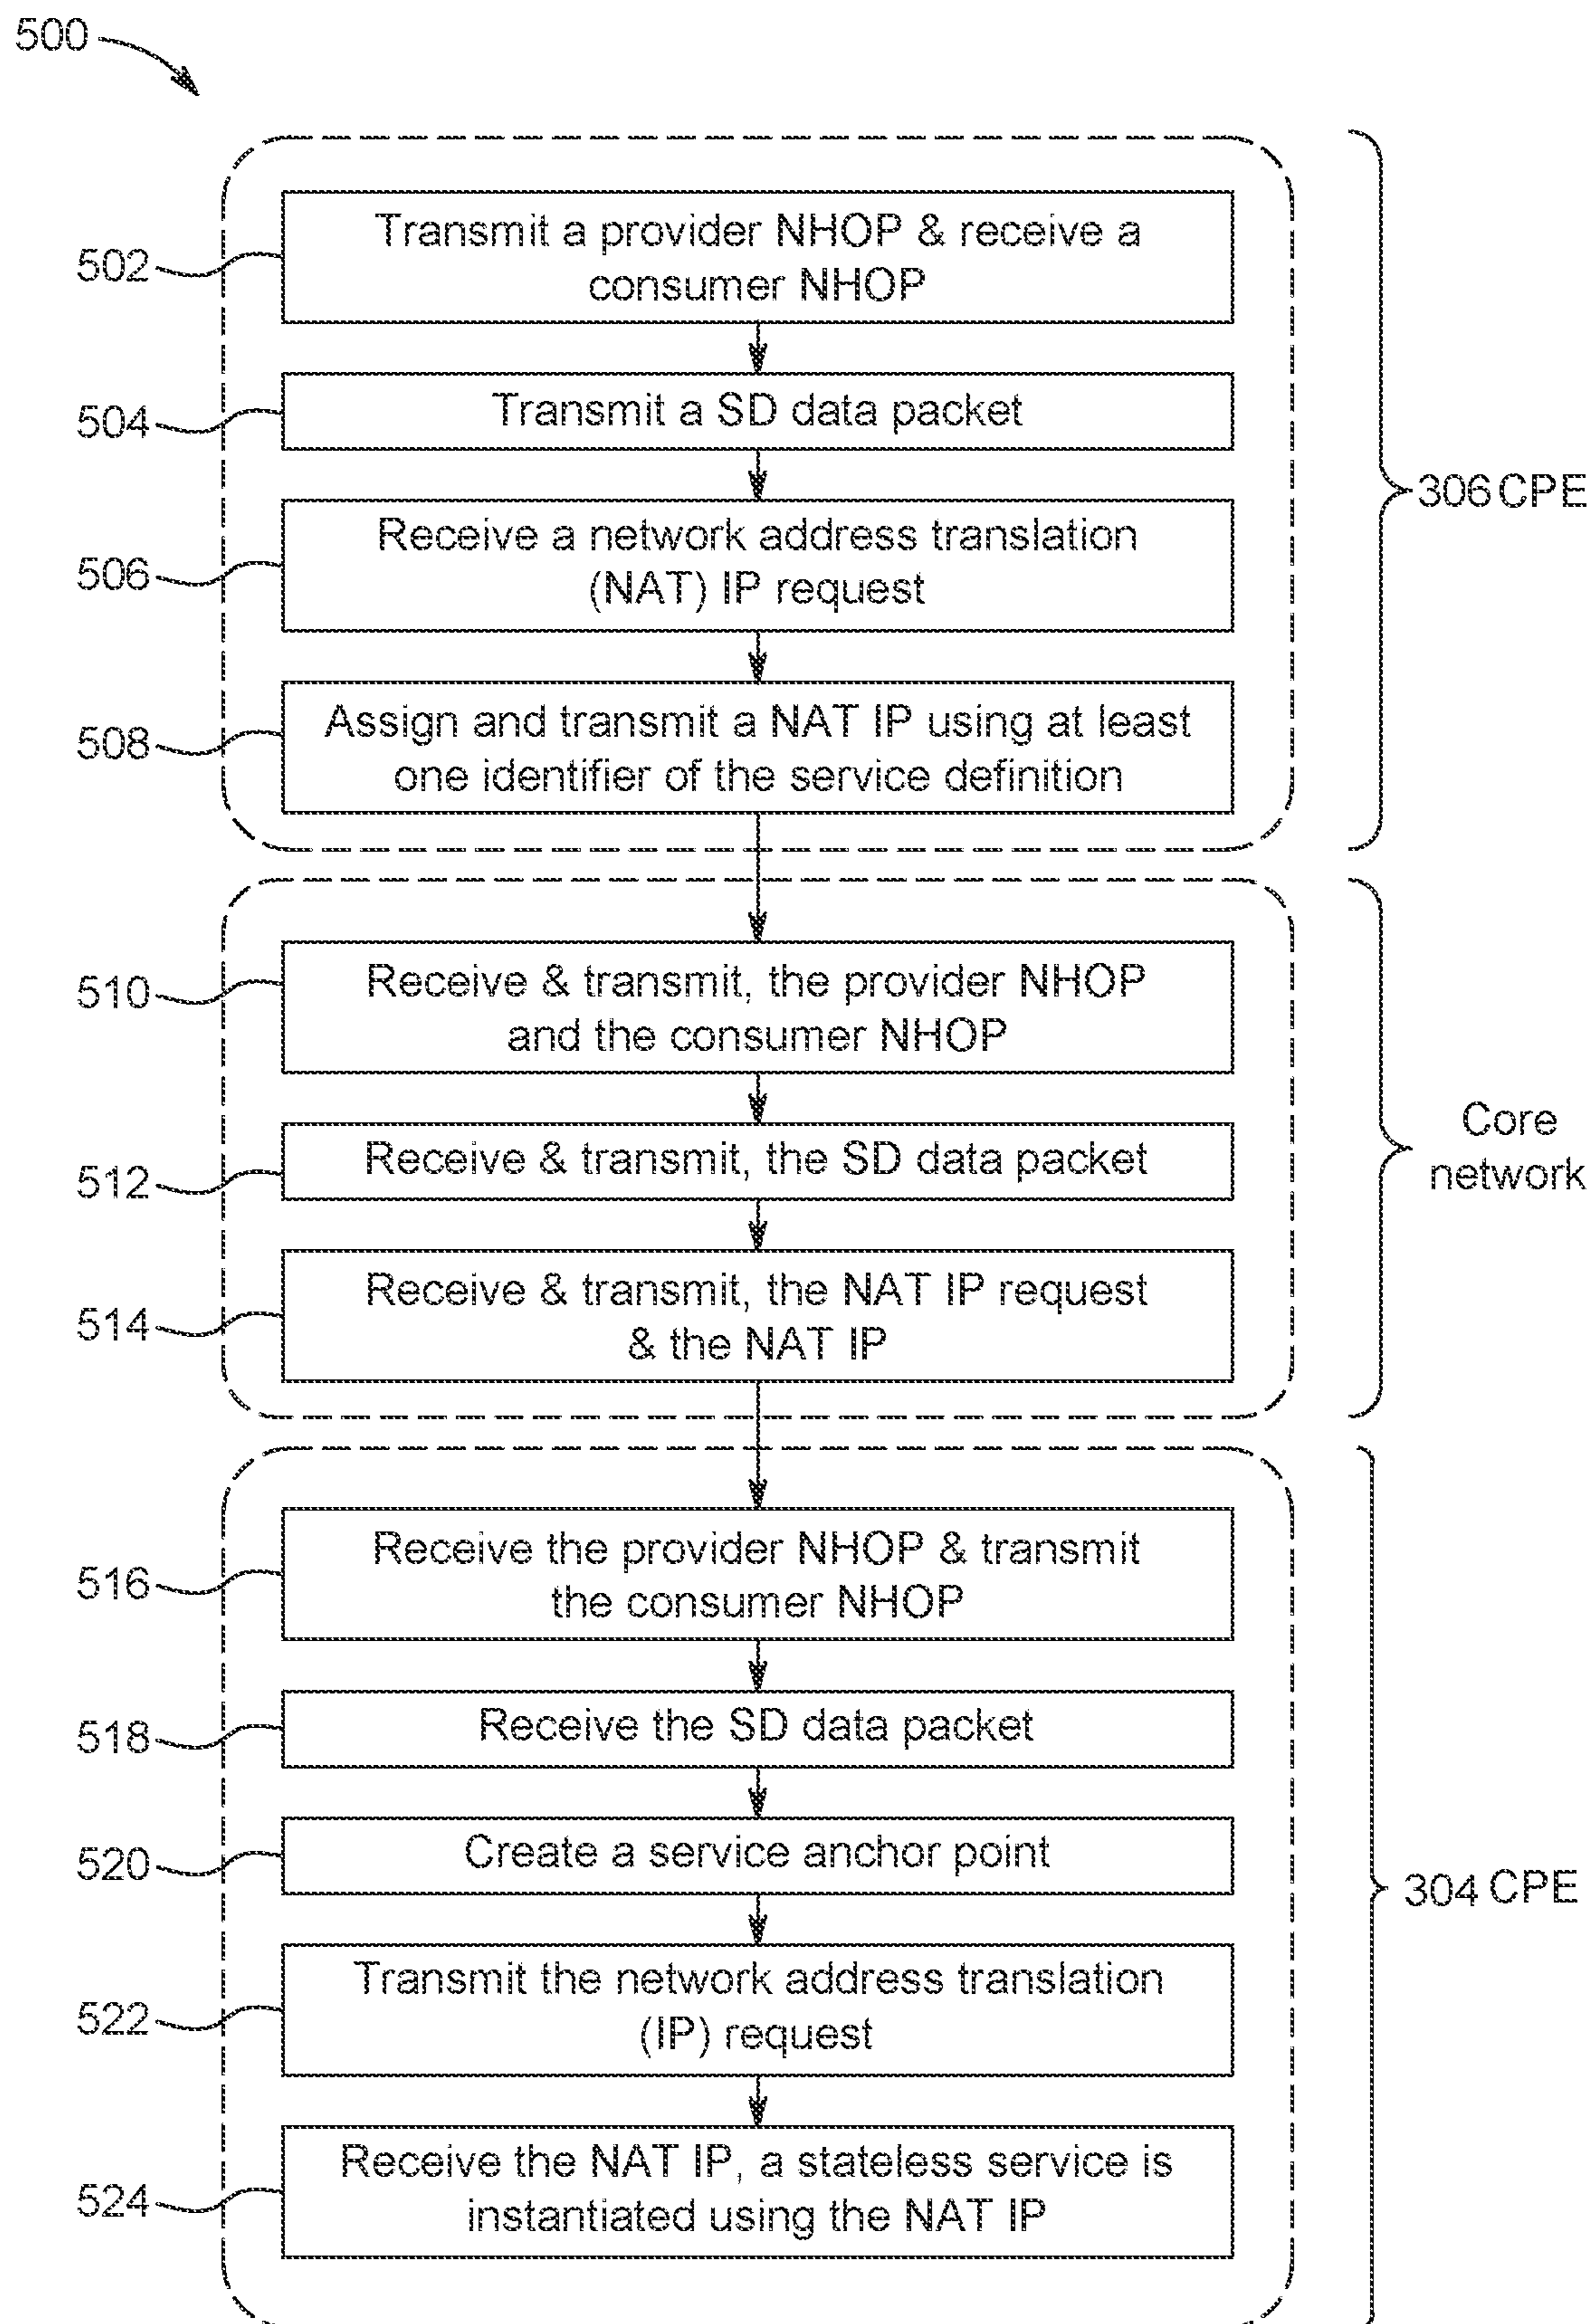 500
Transmit a provider NHOP & receive a
consumer NHOP
502
Transmit a SD data packet
504
306 CPE
Receive a network address translation
(NAT) IP request
506
Assign and transmit a NAT IP using at least
one identifier of the service definition
508
Receive & transmit, the provider NHOP
and the consumer NHOP
510
Receive & transmit, the SD data packet
512
Core
network
Receive & transmit, the NAT IP request
& the NAT IP
514
Receive the provider NHOP & transmit
the consumer NHOP
516
Receive the SD data packet
518
Create a service anchor point
520
304 CPE
Transmit the network address translation
(IP) request
522
Receive the NAT IP, a stateless service is
instantiated using the NAT IP
524